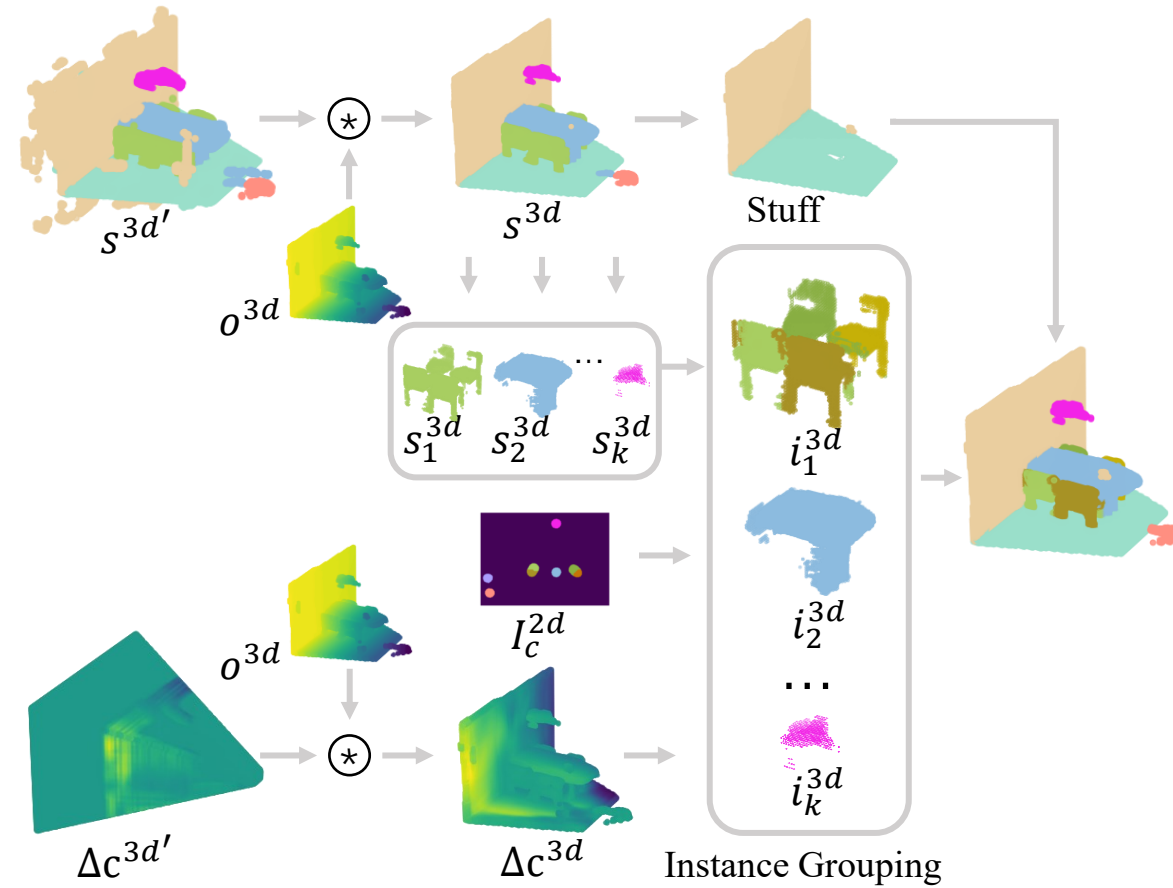 s^{3d'}
*
s^{3d}
Stuff
o^{3d}
s_1^{3d} s_2^{3d} ... s_k^{3d}
i_1^{3d}
I_c^{2d}
i_2^{3d}
o^{3d}
...
*
i_k^{3d}
Δc^{3d'}
Δc^{3d}
Instance Grouping